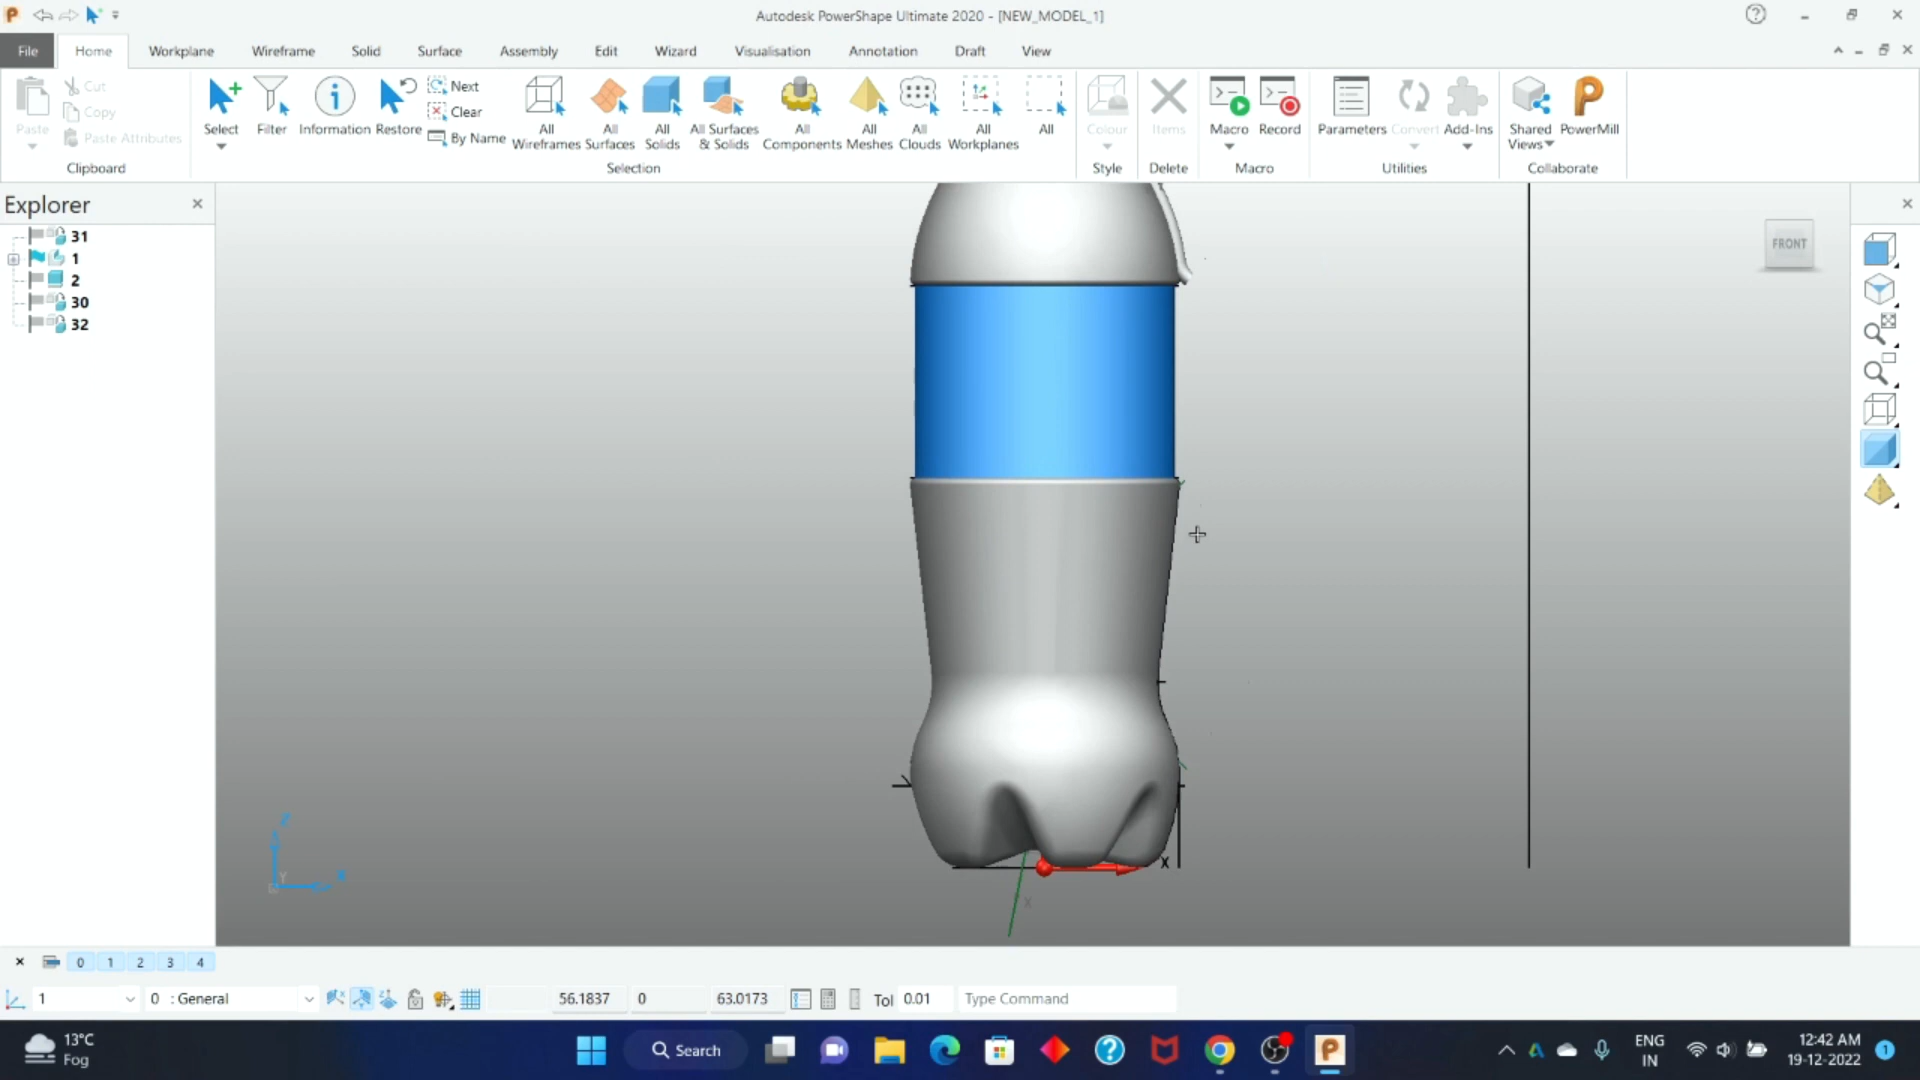 Autodesk PowerShape Ultimate 2020 - [NEW_MODEL_1]
File Home Workplane Wireframe Solid Surface Assembly Edit Wizard Visualisation Annotation Draft View
Paste
Cut
Copy
Paste Attributes
Clipboard
Select
Filter
Information
Restore
Next
Clear
By Name
All Wireframes
All Surfaces
All Solids
All Surfaces & Solids
All Components
All Meshes
All Clouds
All Workplanes
All
Selection
Colour
Style
Items
Delete
Macro
Record
Macro
Parameters
Convert
Add-Ins
Utilities
Shared Views
PowerMill
Collaborate
Explorer
31
1
2
30
32
FRONT
Z
Y
X
X
0 1 2 3 4
1
0 : General
56.1837 0 63.0173
Tol 0.01
Type Command
13°C
Fog
Search
ENG
IN
12:42 AM
19-12-2022
1